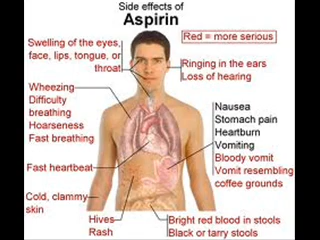 Side effects of
Aspirin
Red = more serious
Swelling of the eyes,
face, lips, tongue, or
throat
Ringing in the ears
Loss of hearing
Wheezing
Difficulty
breathing
Hoarseness
Fast breathing
Nausea
Stomach pain
Heartburn
Vomiting
Bloody vomit
Vomit resembling
coffee grounds
Fast heartbeat
Cold, clammy
skin
Hives
Rash
Bright red blood in stools
Black or tarry stools